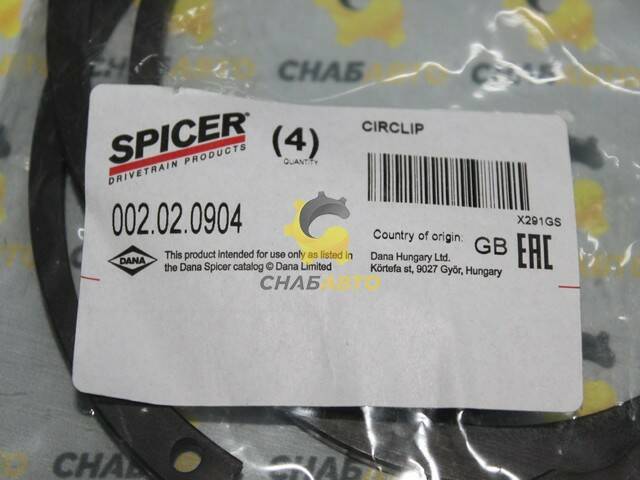 СНАБАВТО
SPICER®
DRIVETRAIN PRODUCTS
(4)
QUANTITY
CIRCLIP
002.02.0904
X291GS
Country of origin: GB EAC
DANA
This product intended for use only as listed in
the Dana Spicer catalog © Dana Limited
Dana Hungary Ltd.
Körtefa st, 9027 Győr, Hungary
СНАБАВТО
СНАБАВТО